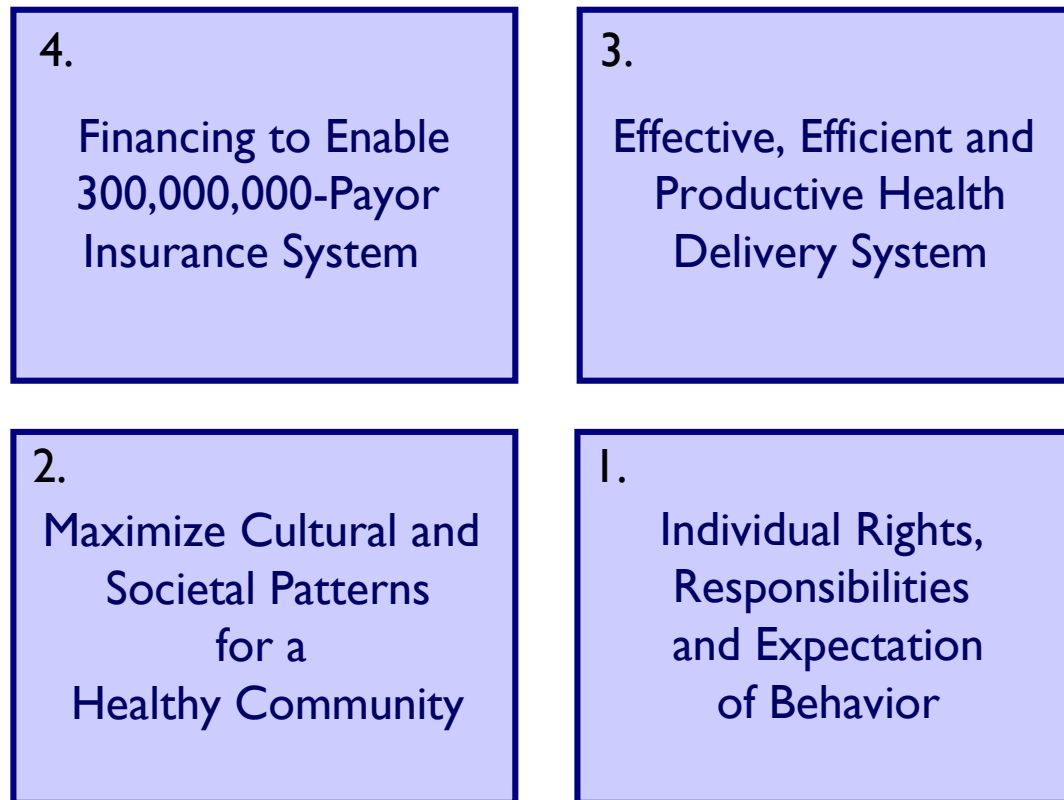 4.
Financing to Enable
300,000,000-Payor
Insurance System
3.
Effective, Efficient and
Productive Health
Delivery System
2.
Maximize Cultural and
Societal Patterns
for a
Healthy Community
1.
Individual Rights,
Responsibilities
and Expectation
of Behavior